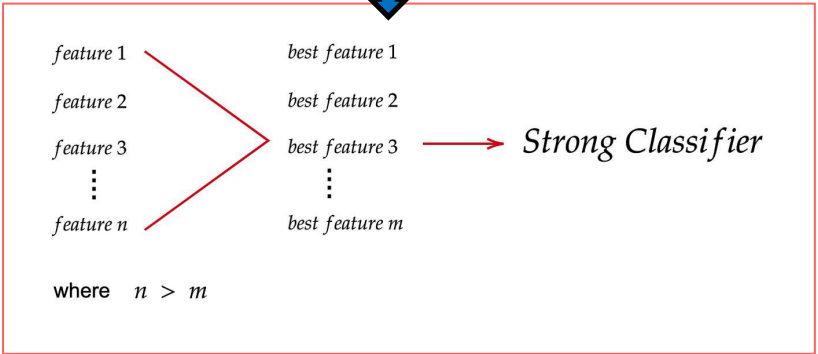 feature 1
feature 2
feature 3
⋮
feature n
best feature 1
best feature 2
best feature 3
⋮
best feature m
Strong Classifier
where n > m